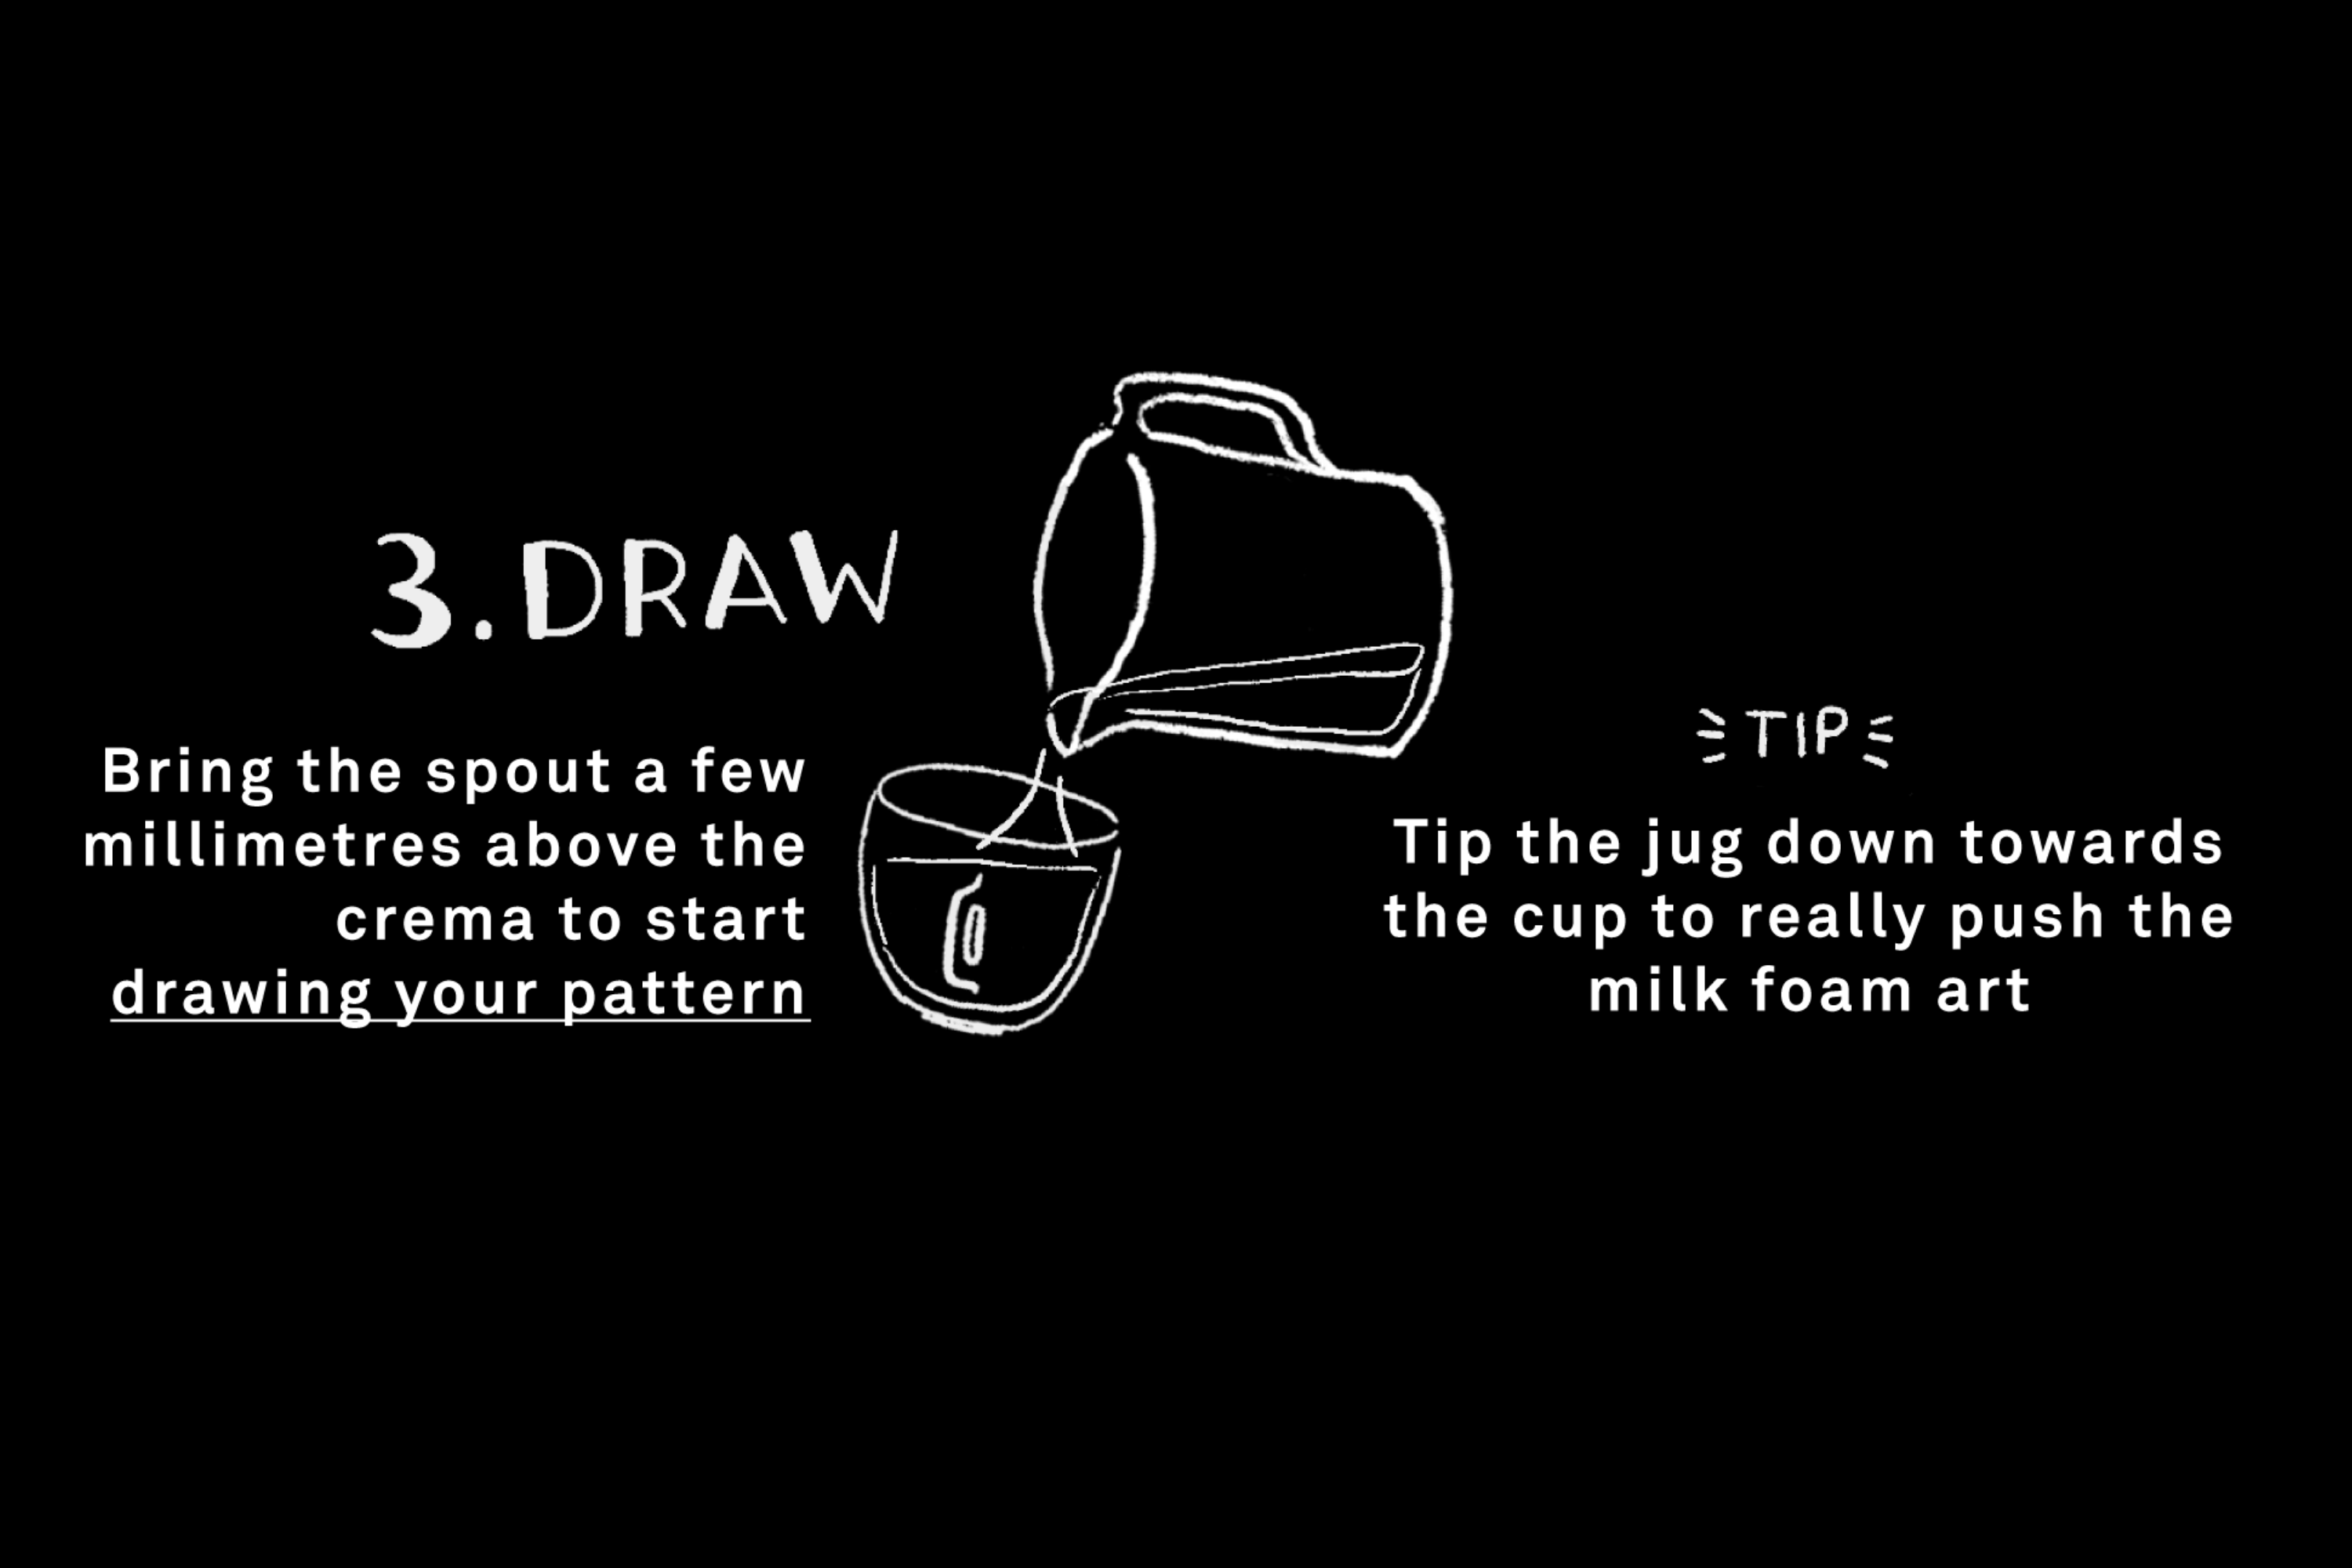 3. DRAW
Bring the spout a few
millimetres above the
crema to start
drawing your pattern
TIP
Tip the jug down towards
the cup to really push the
milk foam art